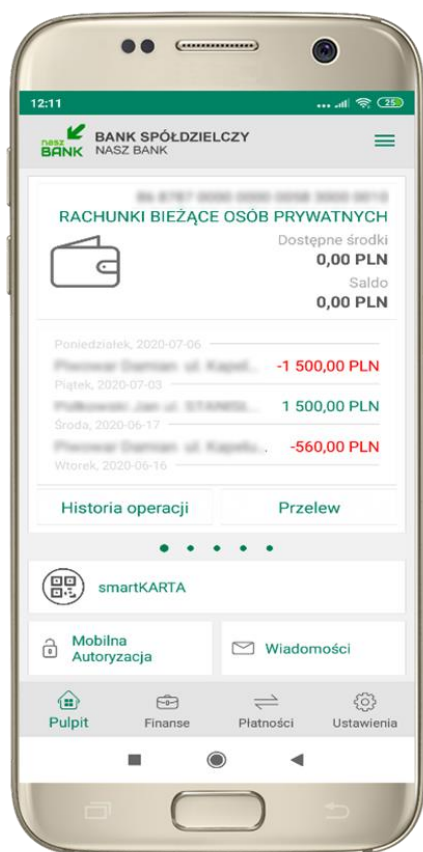 12:11
25
nasz BANK
BANK SPÓŁDZIELCZY
NASZ BANK
RACHUNKI BIEŻĄCE OSÓB PRYWATNYCH
Dostępne środki
0,00 PLN
Saldo
0,00 PLN
Poniedziałek, 2020-07-06
-1 500,00 PLN
Piątek, 2020-07-03
1 500,00 PLN
Środa, 2020-06-17
-560,00 PLN
Wtorek, 2020-06-16
Historia operacji
Przelew
smartKARTA
Mobilna
Autoryzacja
Wiadomości
Pulpit
Finanse
Płatności
Ustawienia